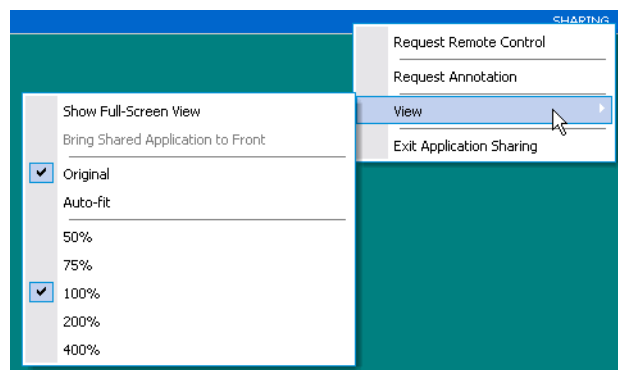 SHARING
Request Remote Control
Request Annotation
View
Exit Application Sharing
Show Full-Screen View
Bring Shared Application to Front
Original
Auto-fit
50%
75%
100%
200%
400%